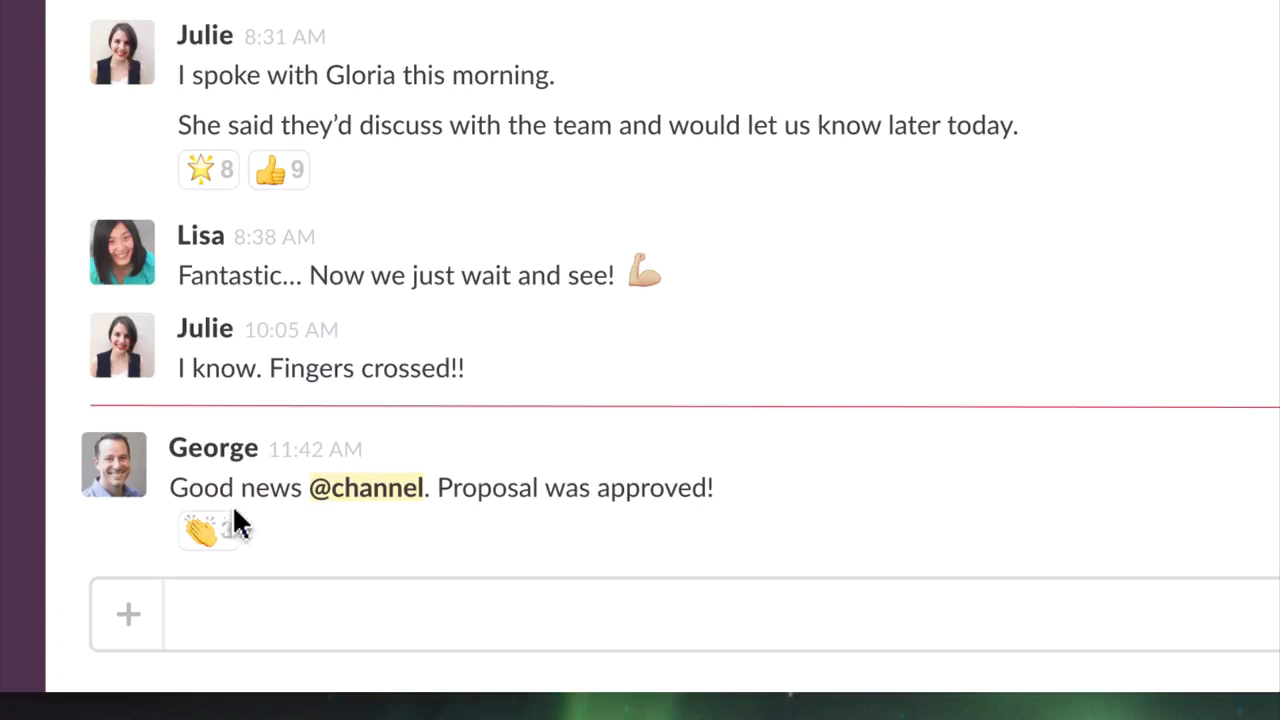 Julie 8:31 AM
I spoke with Gloria this morning.
She said they’d discuss with the team and would let us know later today.
8 9
Lisa 8:38 AM
Fantastic... Now we just wait and see!
Julie 10:05 AM
I know. Fingers crossed!!
George 11:42 AM
Good news @channel. Proposal was approved!